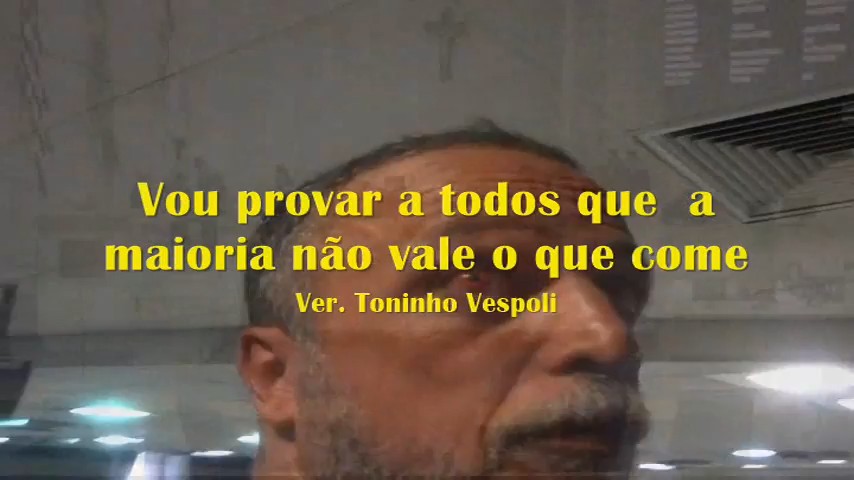 Vou provar a todos que a
maioria não vale o que come
Ver. Toninho Vespoli